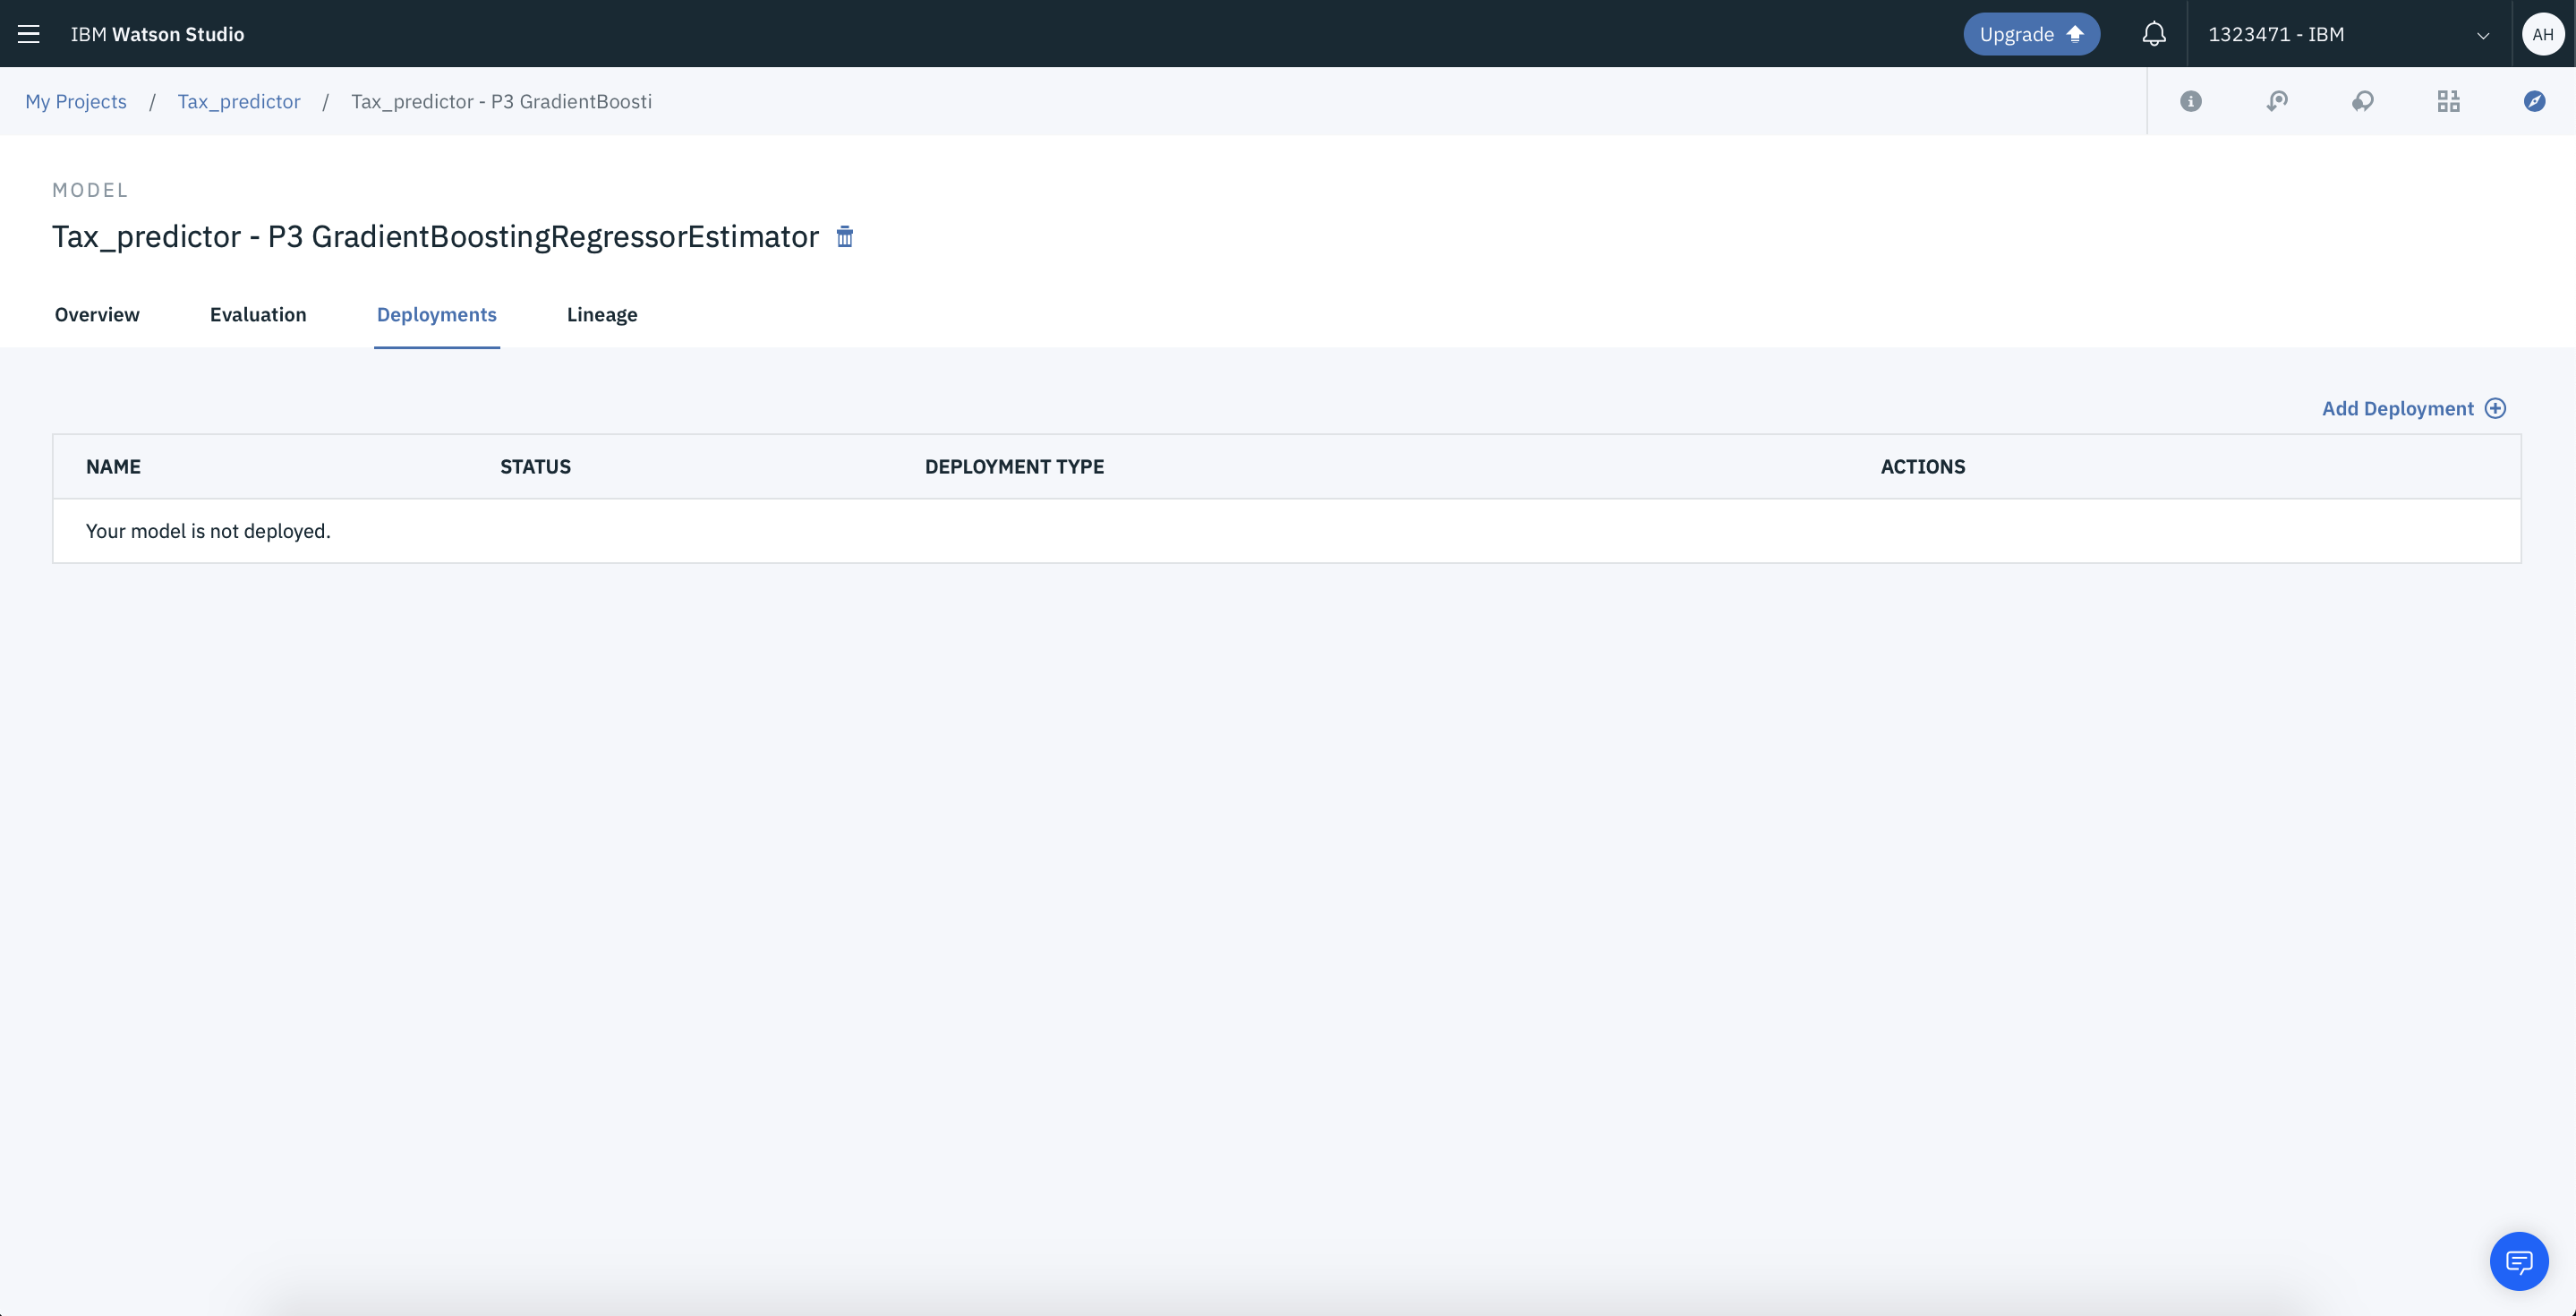 IBM Watson Studio
Upgrade
1323471 - IBM
AH
My Projects / Tax_predictor / Tax_predictor - P3 GradientBoosti
MODEL
Tax_predictor - P3 GradientBoostingRegressorEstimator
Overview Evaluation Deployments Lineage
Add Deployment
NAME STATUS DEPLOYMENT TYPE ACTIONS
Your model is not deployed.